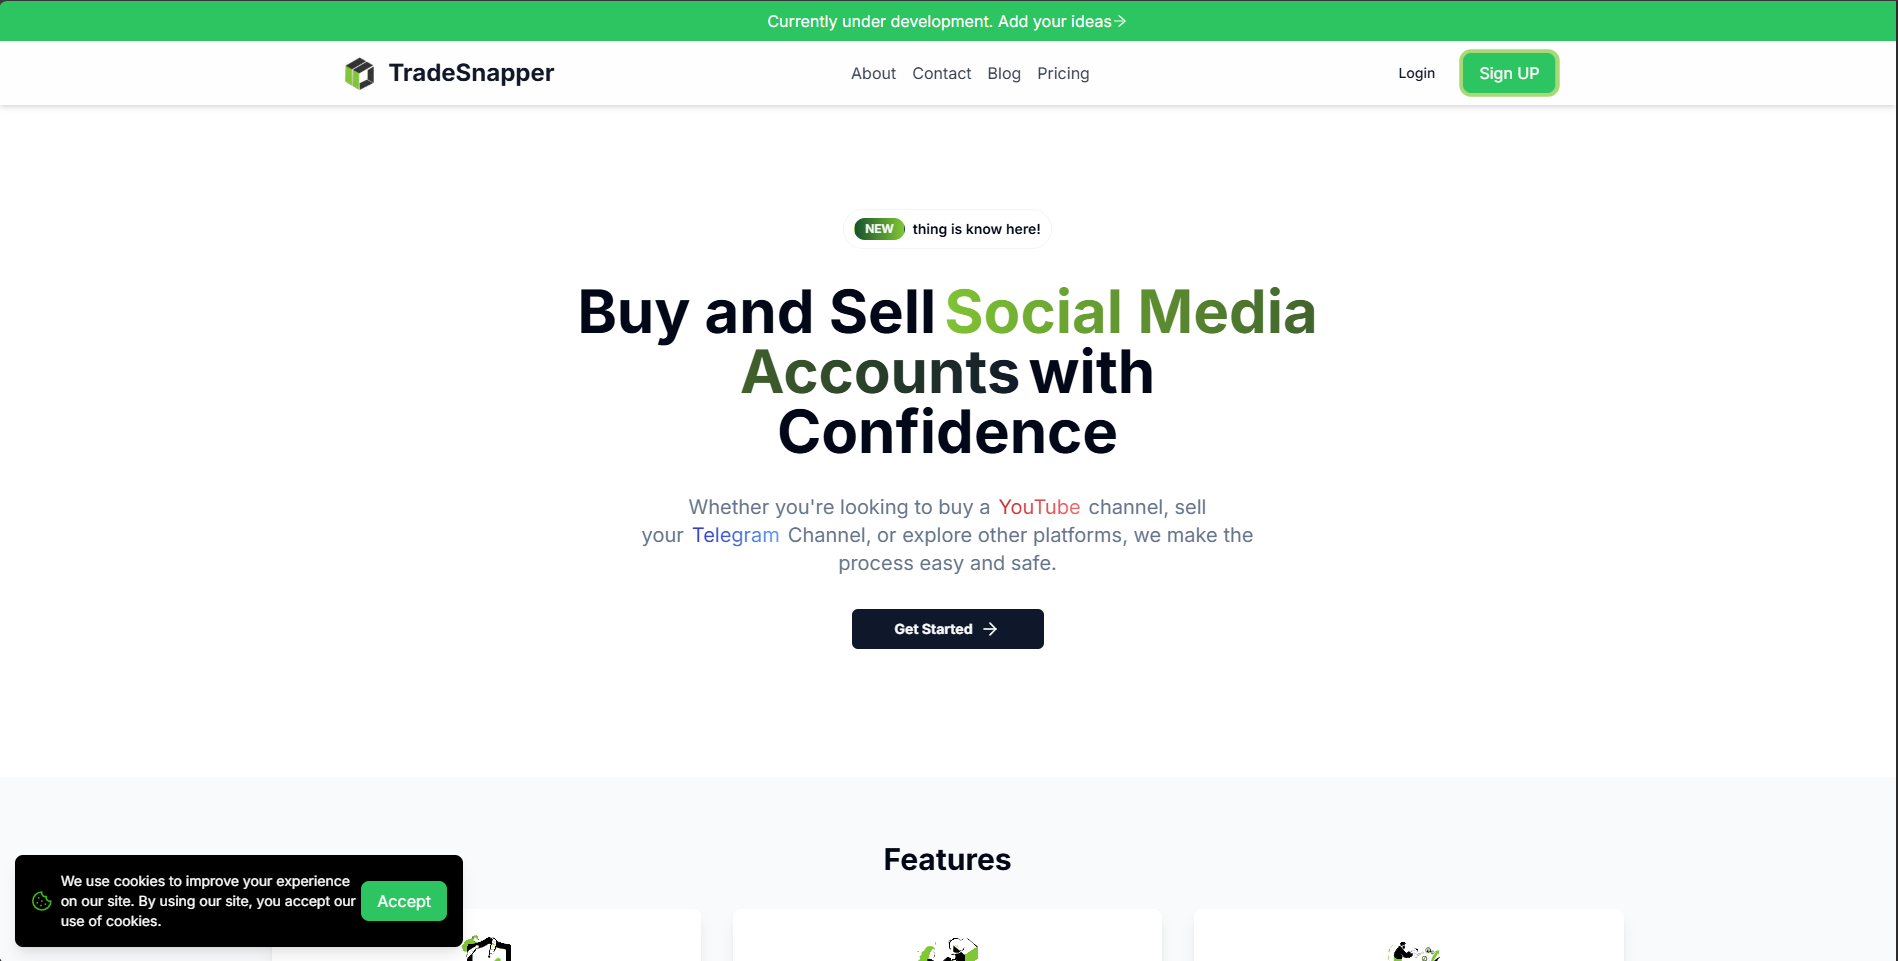 Currently under development. Add your ideas→
TradeSnapper
About Contact Blog Pricing
Login
Sign UP
NEW thing is know here!
Buy and Sell Social Media
Accounts with
Confidence
Whether you're looking to buy a YouTube channel, sell
your Telegram Channel, or explore other platforms, we make the
process easy and safe.
Get Started →
Features
We use cookies to improve your experience
on our site. By using our site, you accept our
use of cookies.
Accept